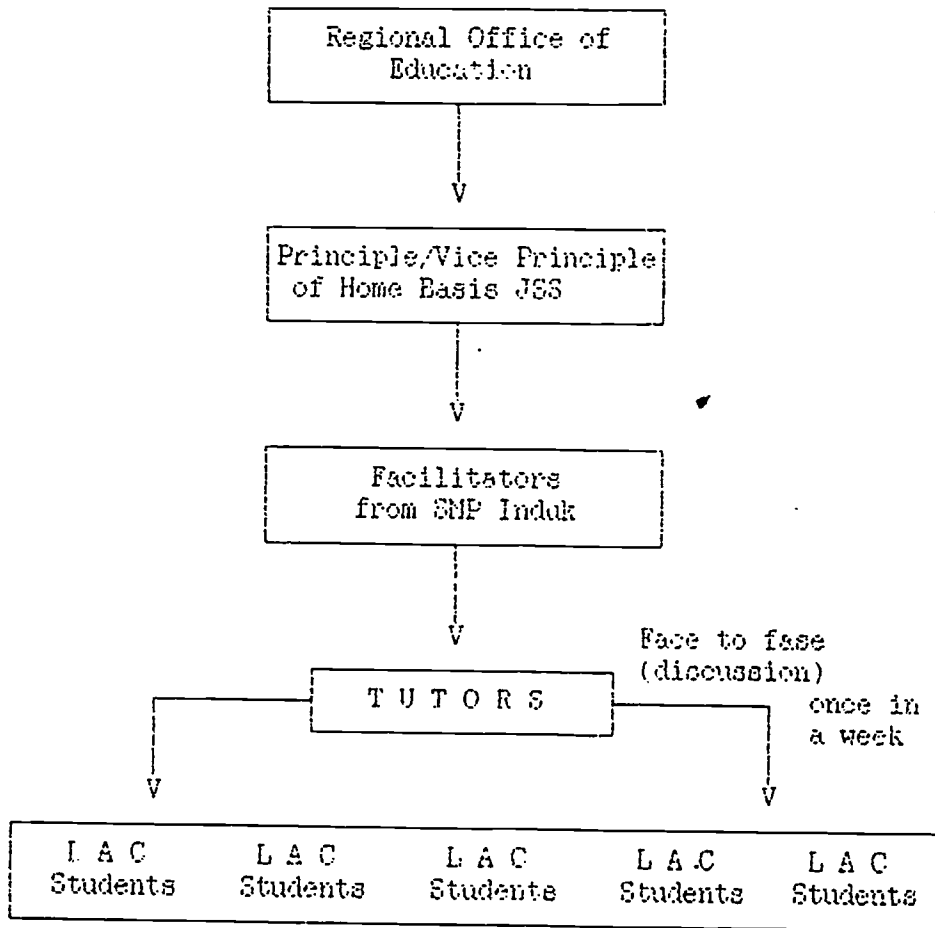 Regional Office of
Education
Principle/Vice Principle
of Home Basis JSS
Facilitators
from SMP Induk
Face to fase
(discussion)
T U T O R S
once in
a week
L A C L A C L A C L A C L A C
Students Students Students Students Students